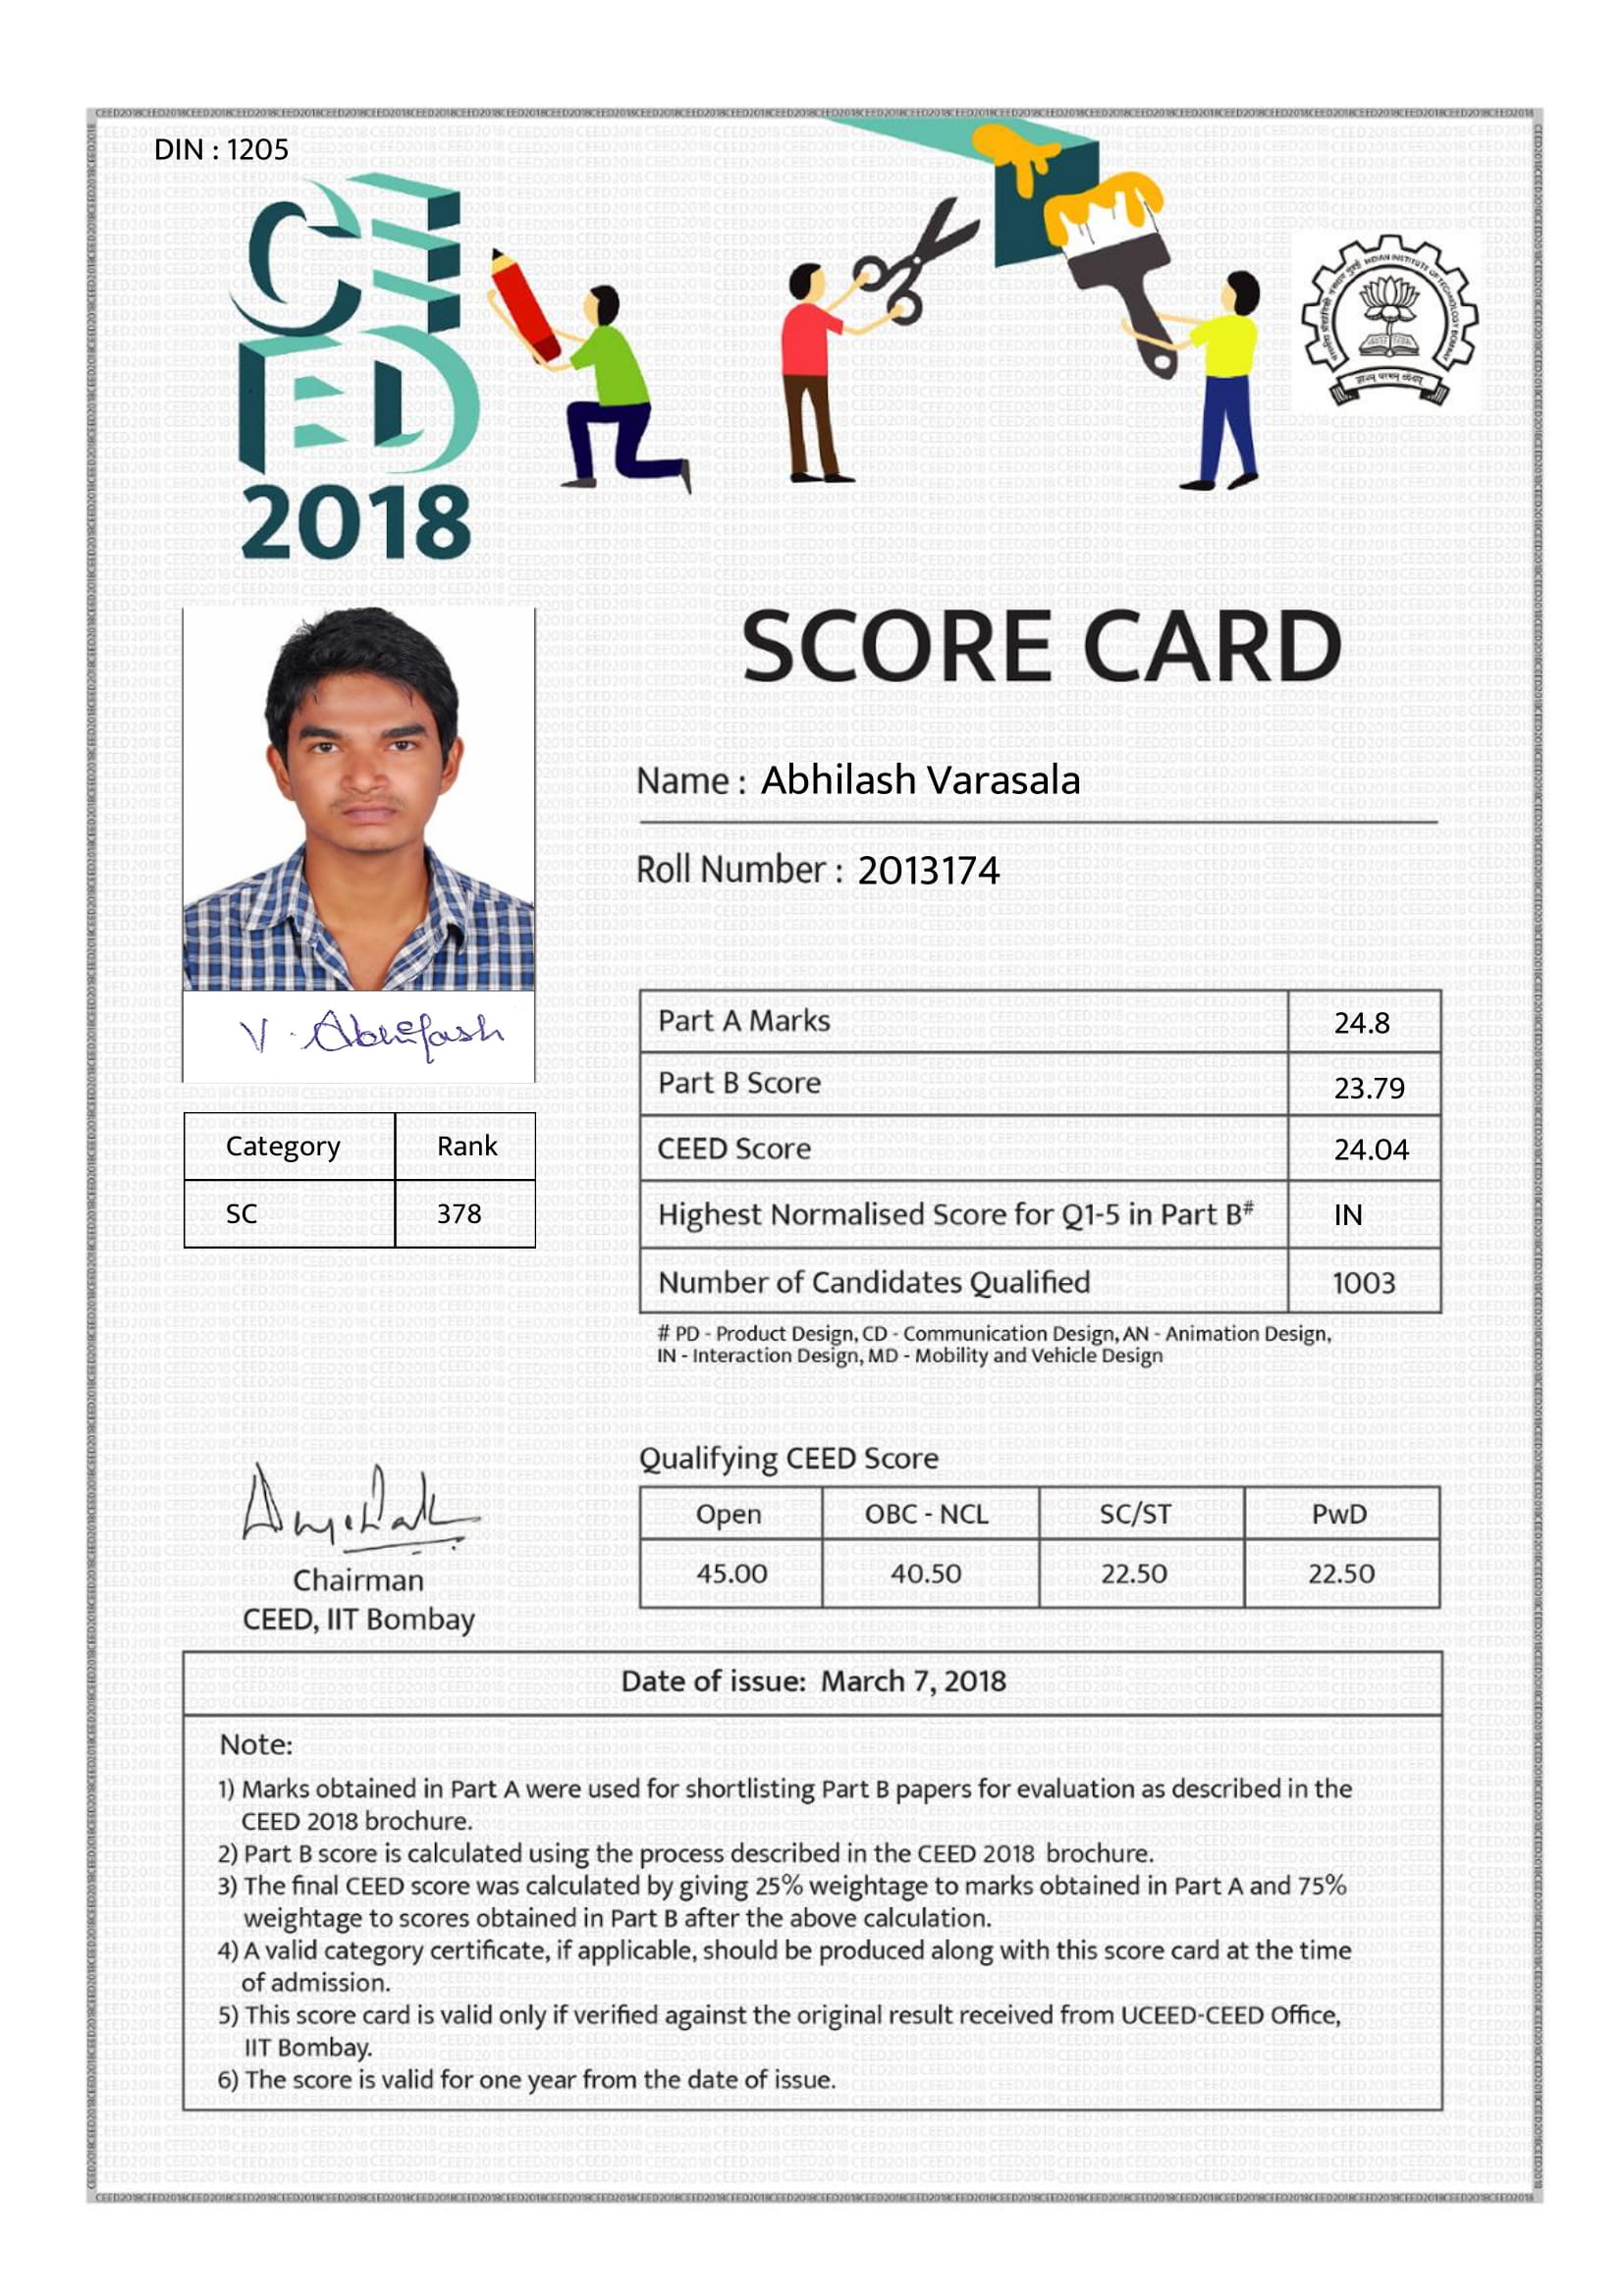 DIN : 1205
CEED
2018
INDIAN INSTITUTE OF TECHNOLOGY BOMBAY
SCORE CARD
Name : Abhilash Varasala
Roll Number : 2013174
V. Abhilash
Category Rank
SC 378
Part A Marks 24.8
Part B Score 23.79
CEED Score 24.04
Highest Normalised Score for Q1-5 in Part B# IN
Number of Candidates Qualified 1003
# PD - Product Design, CD - Communication Design, AN - Animation Design,
IN - Interaction Design, MD - Mobility and Vehicle Design
Chairman
CEED, IIT Bombay
Qualifying CEED Score
Open OBC - NCL SC/ST PwD
45.00 40.50 22.50 22.50
Date of issue: March 7, 2018
Note:
1) Marks obtained in Part A were used for shortlisting Part B papers for evaluation as described in the
CEED 2018 brochure.
2) Part B score is calculated using the process described in the CEED 2018 brochure.
3) The final CEED score was calculated by giving 25% weightage to marks obtained in Part A and 75%
weightage to scores obtained in Part B after the above calculation.
4) A valid category certificate, if applicable, should be produced along with this score card at the time
of admission.
5) This score card is valid only if verified against the original result received from UCEED-CEED Office,
IIT Bombay.
6) The score is valid for one year from the date of issue.